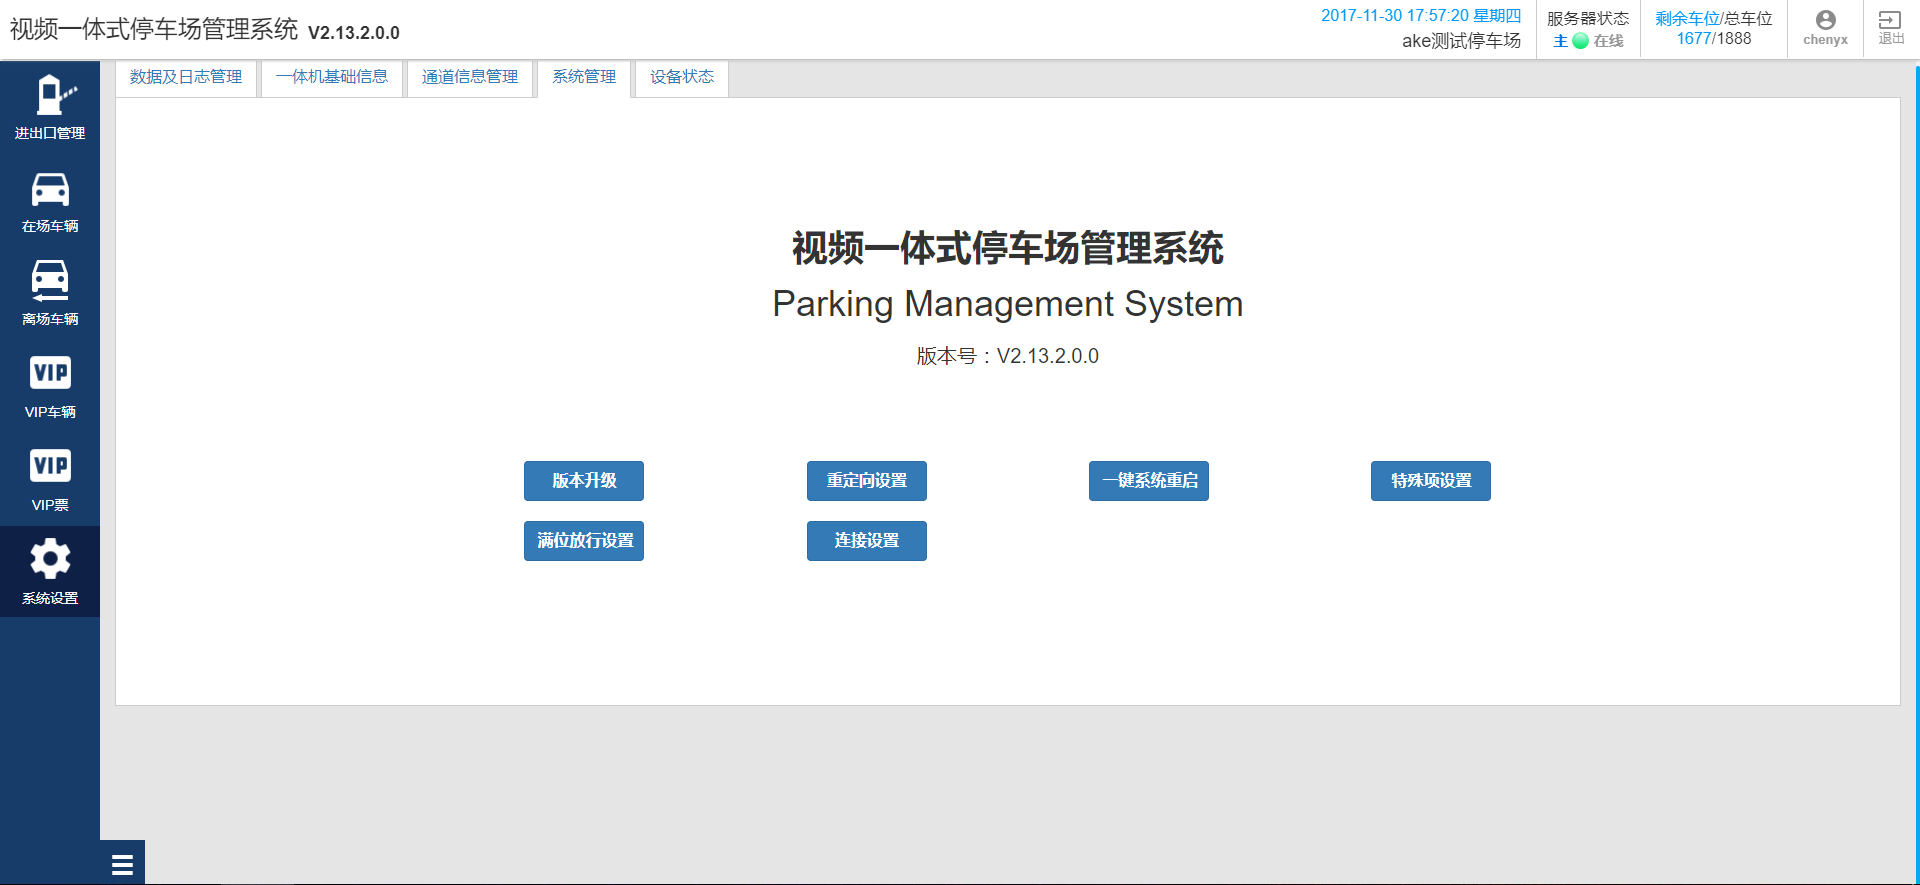 视频一体式停车场管理系统 V2.13.2.0.0
2017-11-30 17:57:20 星期四
ake测试停车场
服务器状态
主 在线
剩余车位/总车位
1677/1888
chenyx
退出
数据及日志管理 一体机基础信息 通道信息管理 系统管理 设备状态
进出口管理
在场车辆
离场车辆
VIP
VIP车辆
VIP
VIP票
系统设置
视频一体式停车场管理系统
Parking Management System
版本号：V2.13.2.0.0
版本升级 重定向设置 一键系统重启 特殊项设置
满位放行设置 连接设置